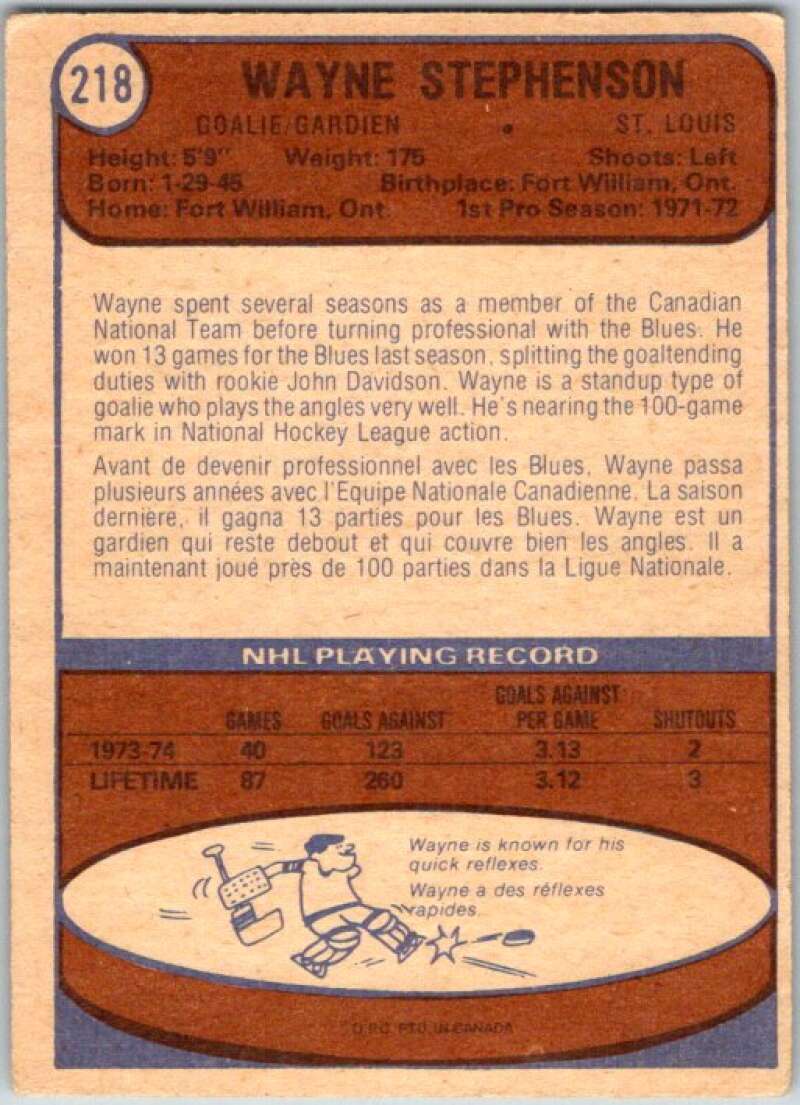 218
WAYNE STEPHENSON
GOALIE/GARDIEN • ST. LOUIS
Height: 5'9" Weight: 175 Shoots: Left
Born: 1-29-45 Birthplace: Fort William, Ont.
Home: Fort William, Ont. 1st Pro Season: 1971-72
Wayne spent several seasons as a member of the Canadian
National Team before turning professional with the Blues. He
won 13 games for the Blues last season, splitting the goaltending
duties with rookie John Davidson. Wayne is a standup type of
goalie who plays the angles very well. He's nearing the 100-game
mark in National Hockey League action.
Avant de devenir professionnel avec les Blues, Wayne passa
plusieurs années avec l'Equipe Nationale Canadienne. La saison
dernière, il gagna 13 parties pour les Blues. Wayne est un
gardien qui reste debout et qui couvre bien les angles. Il a
maintenant joué près de 100 parties dans la Ligue Nationale.
NHL PLAYING RECORD
GAMES GOALS AGAINST GOALS AGAINST PER GAME SHUTOUTS
1973-74 40 123 3.13 2
LIFETIME 87 260 3.12 3
Wayne is known for his
quick reflexes.
Wayne a des réflexes
rapides.
O.P.C. PTD. IN CANADA